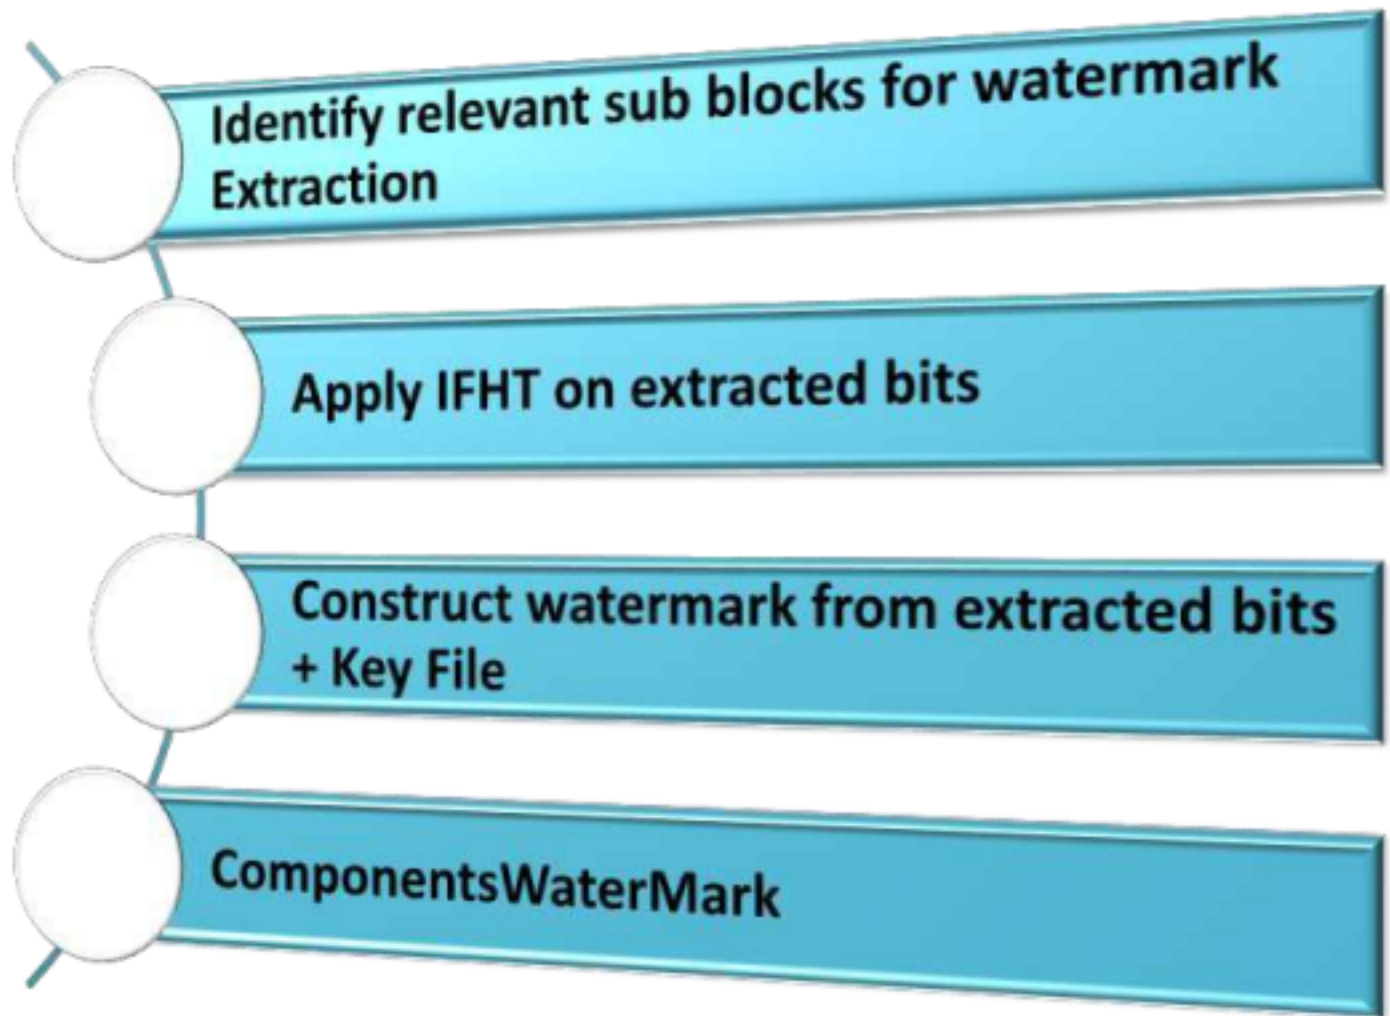 Identify relevant sub blocks for watermark
Extraction
Apply IFHT on extracted bits
Construct watermark from extracted bits
+ Key File
ComponentsWaterMark